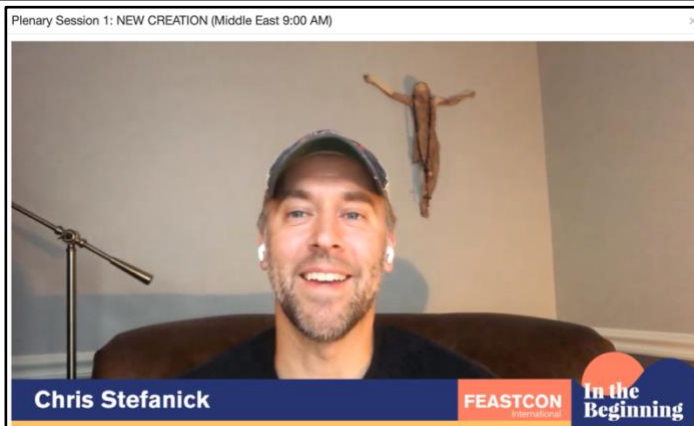 Plenary Session 1: NEW CREATION (Middle East 9:00 AM)
Chris Stefanick
FEASTCON
International
In the
Beginning